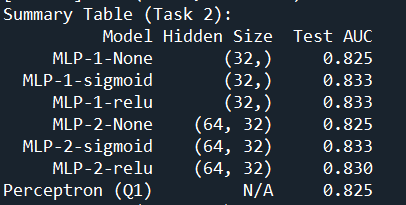 Summary Table (Task 2):
Model Hidden Size Test AUC
MLP-1-None (32,) 0.825
MLP-1-sigmoid (32,) 0.833
MLP-1-relu (32,) 0.833
MLP-2-None (64, 32) 0.825
MLP-2-sigmoid (64, 32) 0.833
MLP-2-relu (64, 32) 0.830
Perceptron (Q1) N/A 0.825